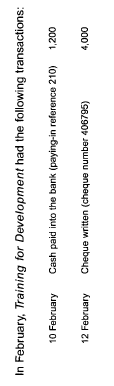 In February, Training for Development had the following transactions:
10 February Cash paid into the bank (paying-in reference 210) 1,200
12 February Cheque written (cheque number 406795) 4,000